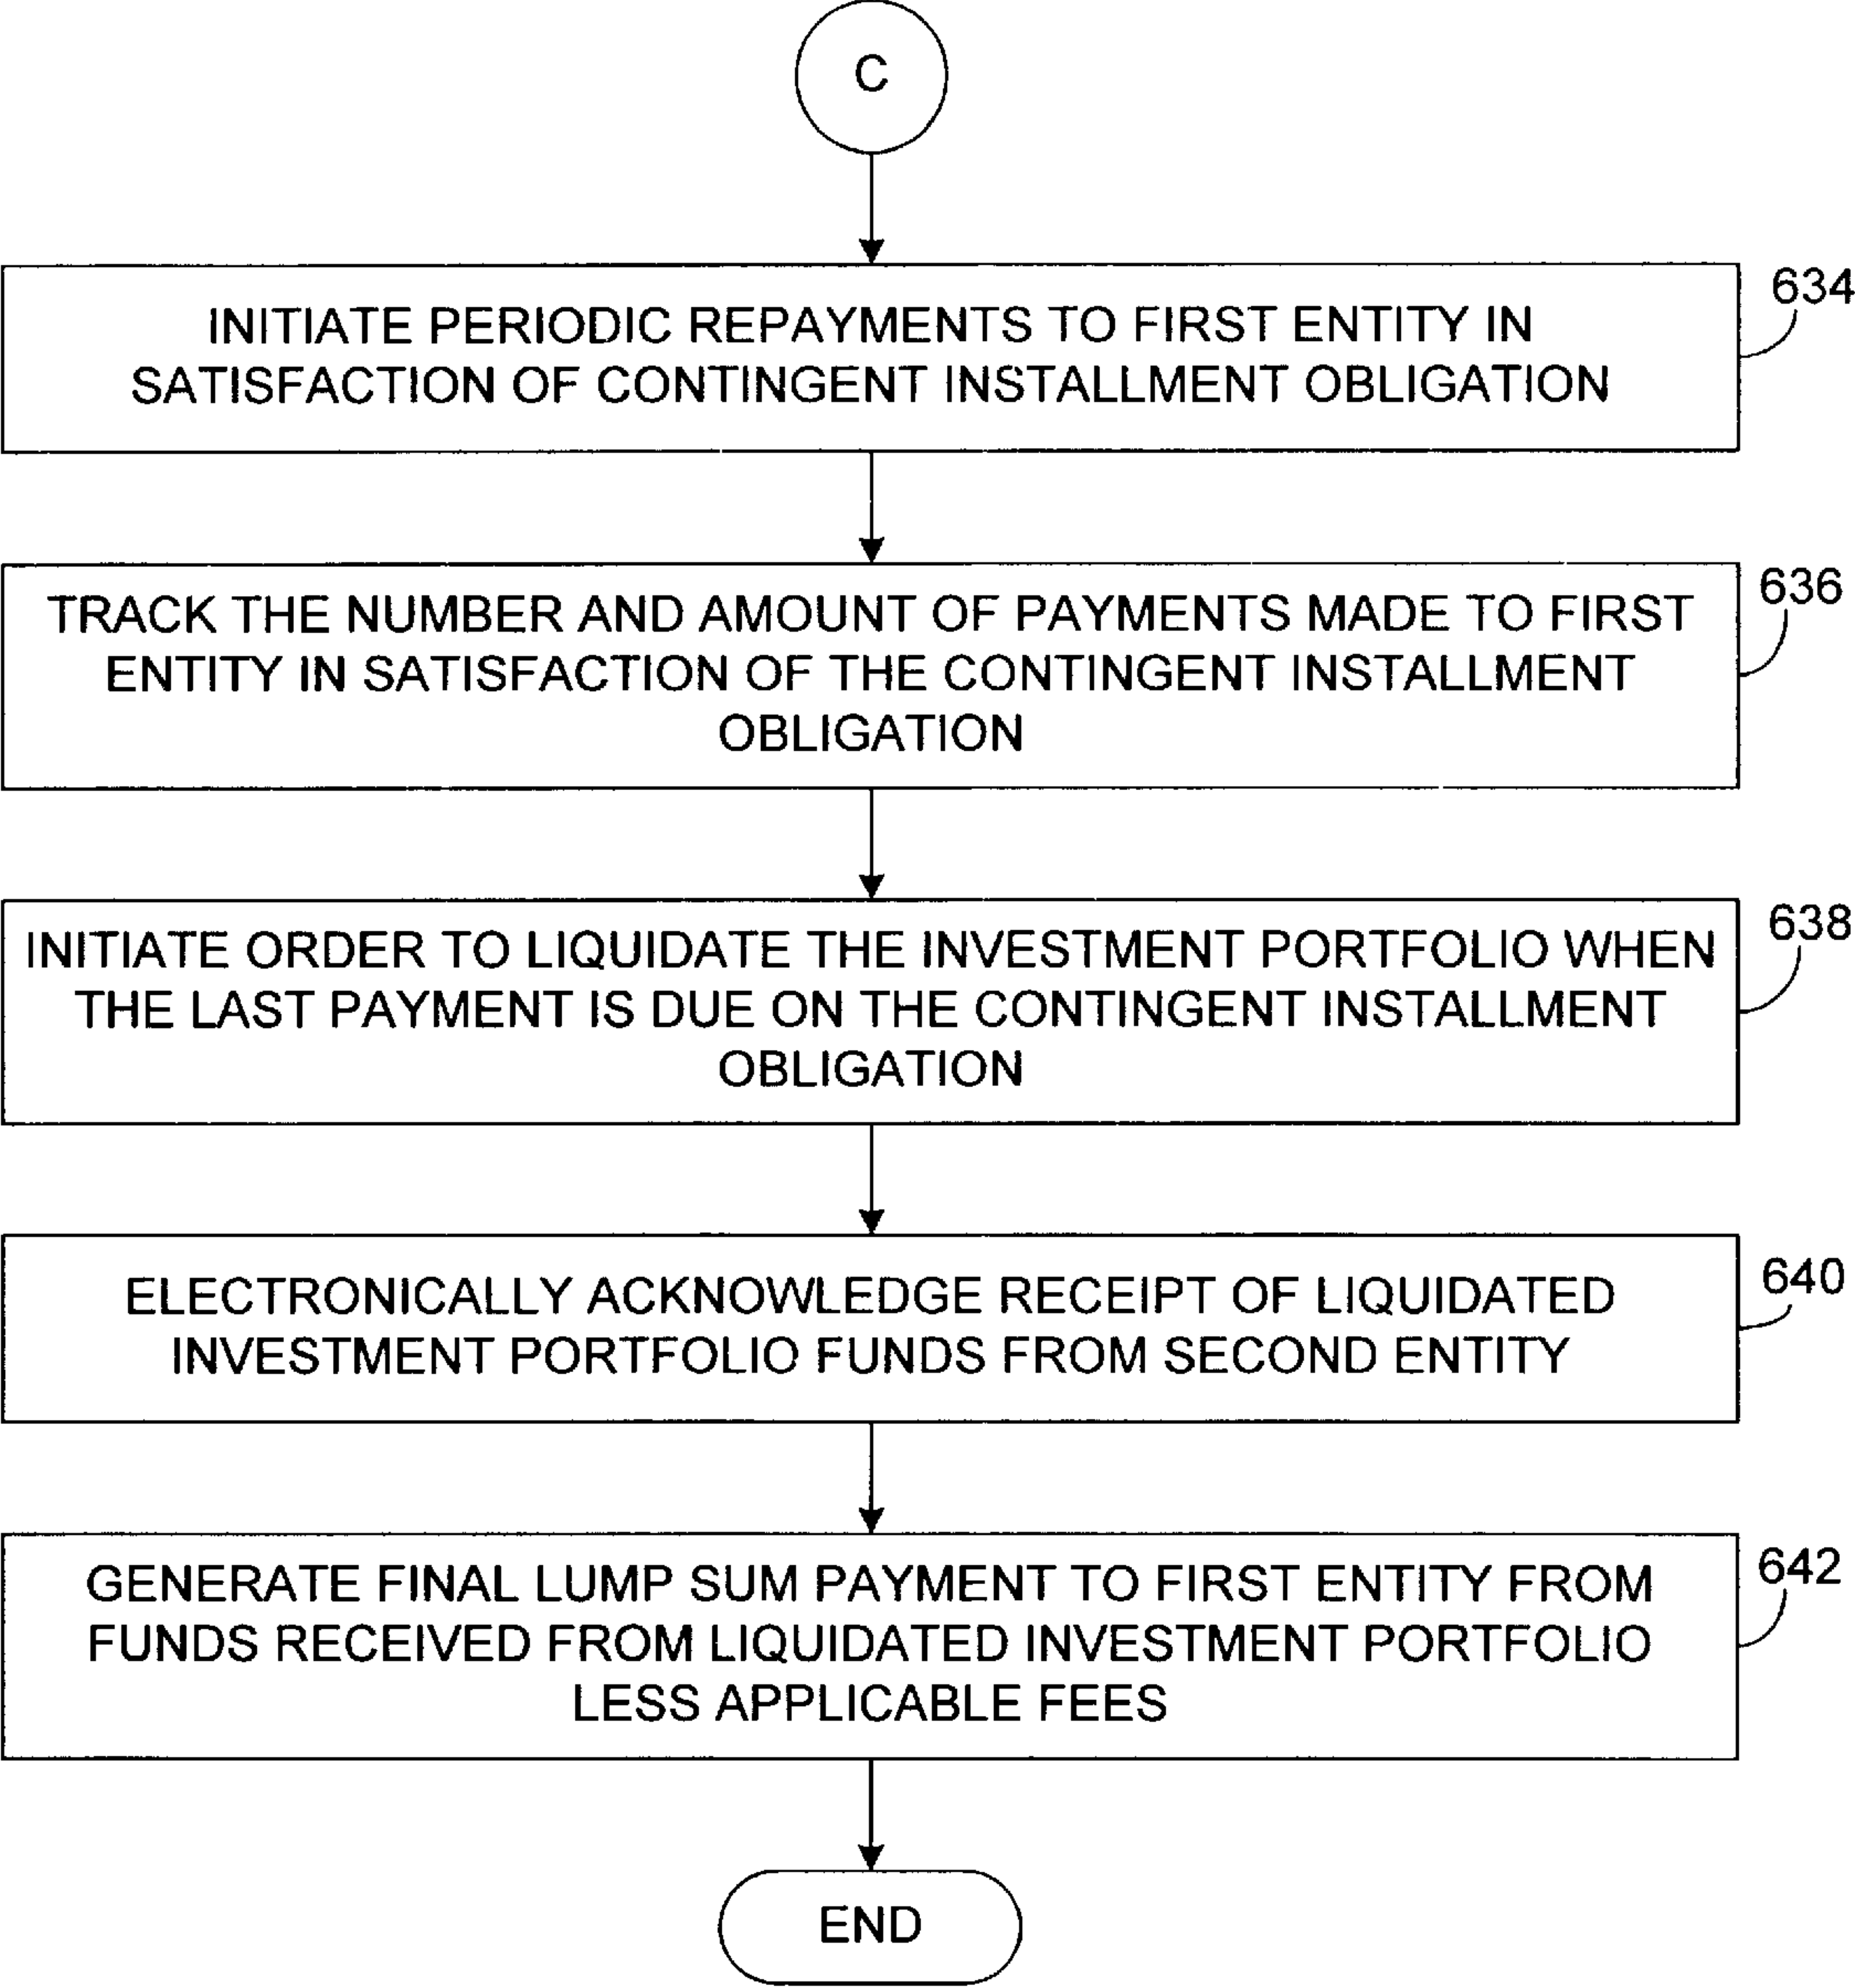 C
634
INITIATE PERIODIC REPAYMENTS TO FIRST ENTITY IN
SATISFACTION OF CONTINGENT INSTALLMENT OBLIGATION
636
TRACK THE NUMBER AND AMOUNT OF PAYMENTS MADE TO FIRST
ENTITY IN SATISFACTION OF THE CONTINGENT INSTALLMENT
OBLIGATION
638
INITIATE ORDER TO LIQUIDATE THE INVESTMENT PORTFOLIO WHEN
THE LAST PAYMENT IS DUE ON THE CONTINGENT INSTALLMENT
OBLIGATION
640
ELECTRONICALLY ACKNOWLEDGE RECEIPT OF LIQUIDATED
INVESTMENT PORTFOLIO FUNDS FROM SECOND ENTITY
642
GENERATE FINAL LUMP SUM PAYMENT TO FIRST ENTITY FROM
FUNDS RECEIVED FROM LIQUIDATED INVESTMENT PORTFOLIO
LESS APPLICABLE FEES
END